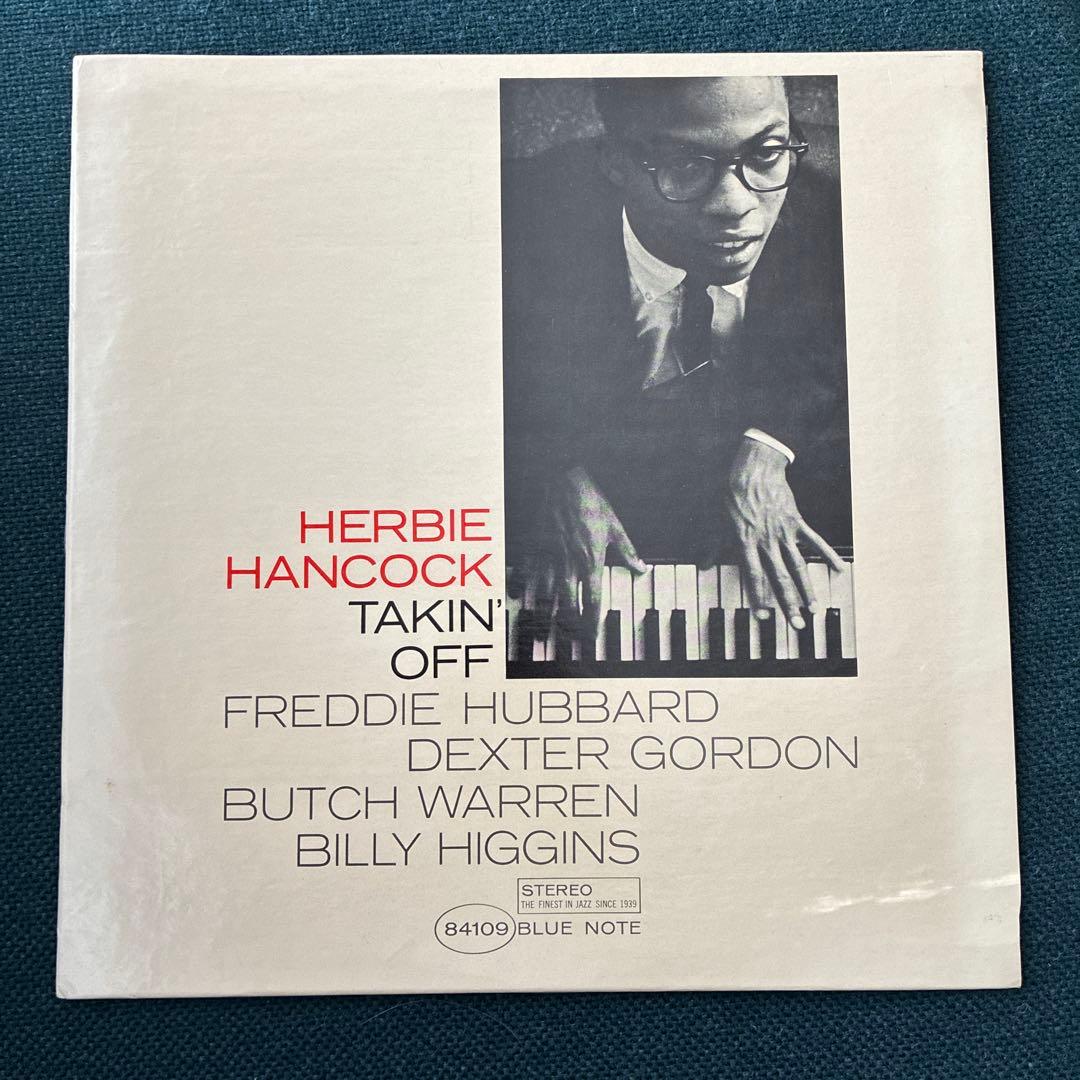 HERBIE
HANCOCK
TAKIN'
OFF
FREDDIE HUBBARD
DEXTER GORDON
BUTCH WARREN
BILLY HIGGINS
STEREO
THE FINEST IN JAZZ SINCE 1939
84109 BLUE NOTE